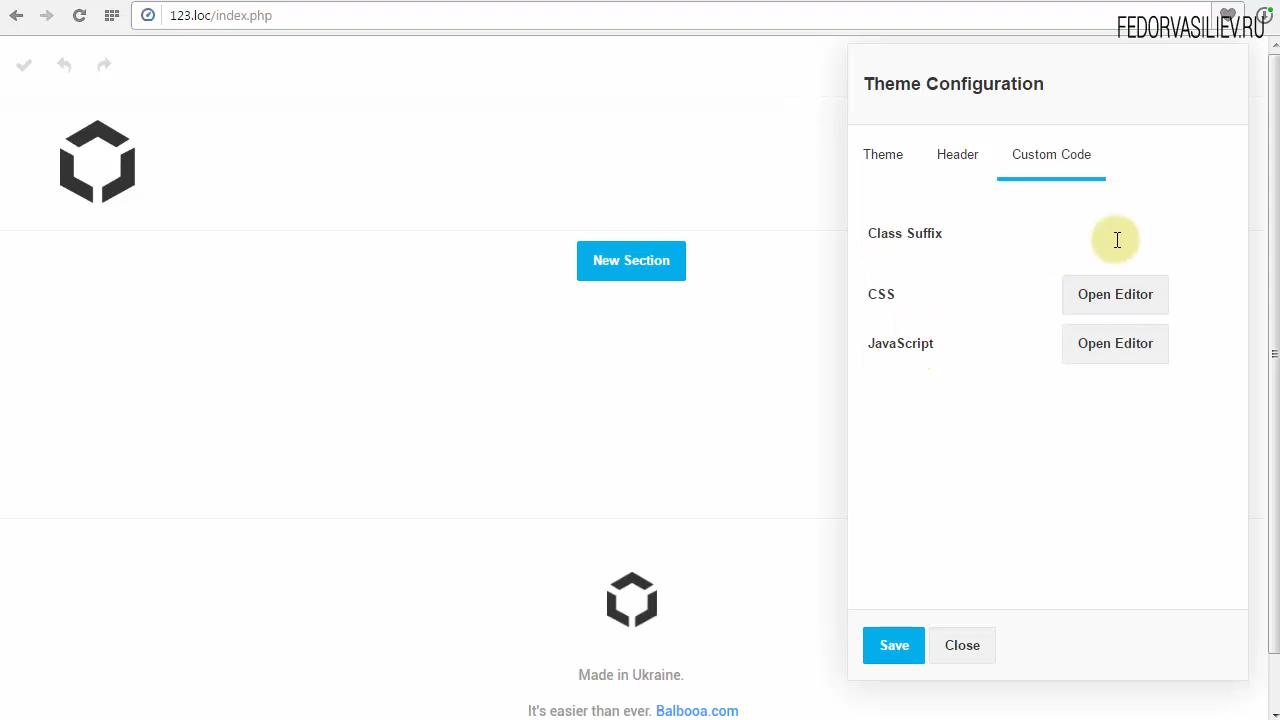 123.loc/index.php
FEDORVASILIEV.RU
Theme Configuration
Theme Header Custom Code
Class Suffix
New Section
CSS Open Editor
JavaScript Open Editor
Save Close
Made in Ukraine.
It's easier than ever. Balbooa.com